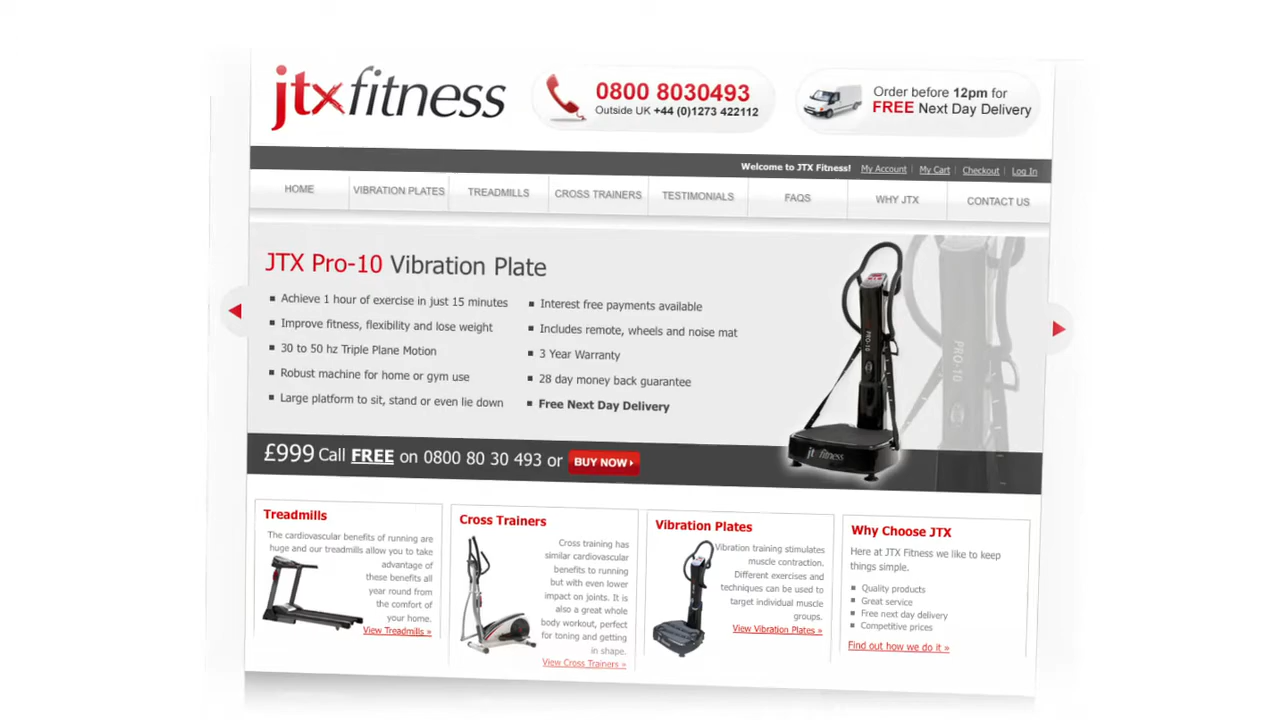 jtxfitness
0800 8030493
Outside UK +44 (0)1273 422112
Order before 12pm for
FREE Next Day Delivery
Welcome to JTX Fitness! My Account | My Cart | Checkout | Log In
HOME
VIBRATION PLATES
TREADMILLS
CROSS TRAINERS
TESTIMONIALS
FAQS
WHY JTX
CONTACT US
JTX Pro-10 Vibration Plate
Achieve 1 hour of exercise in just 15 minutes
Improve fitness, flexibility and lose weight
30 to 50 hz Triple Plane Motion
Robust machine for home or gym use
Large platform to sit, stand or even lie down
Interest free payments available
Includes remote, wheels and noise mat
3 Year Warranty
28 day money back guarantee
Free Next Day Delivery
PRO-10
PRO-10
jtxfitness
£999 Call FREE on 0800 80 30 493 or BUY NOW
Treadmills
The cardiovascular benefits of running are
huge and our treadmills allow you to take
advantage of
these benefits all
year round from
the comfort of
your home.
View Treadmills »
Cross Trainers
Cross training has
similar cardiovascular
benefits to running
but with even lower
impact on joints. It is
also a great whole
body workout, perfect
for toning and getting
in shape.
View Cross Trainers »
Vibration Plates
Vibration training stimulates
muscle contraction.
Different exercises and
techniques can be used to
target individual muscle
groups.
View Vibration Plates »
Why Choose JTX
Here at JTX Fitness we like to keep
things simple.
Quality products
Great service
Free next day delivery
Competitive prices
Find out how we do it »